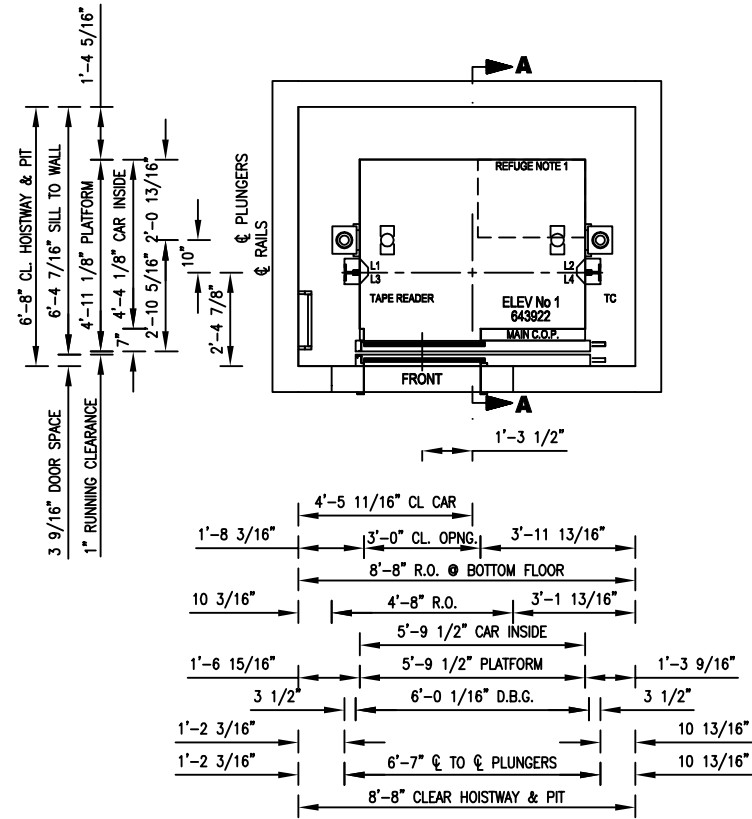 A
1'-4 5/16"
6'-8" CL. HOISTWAY & PIT
6'-4 7/16" SILL TO WALL
4'-11 1/8" PLATFORM
4'-4 1/8" CAR INSIDE
2'-0 13/16"
2'-10 5/16"
7"
10"
2'-4 7/8"
℄ PLUNGERS
℄ RAILS
3 9/16" DOOR SPACE
1" RUNNING CLEARANCE
REFUGE NOTE 1
L1
L3
L2
L4
TAPE READER
TC
ELEV No 1
643922
MAIN C.O.P.
FRONT
A
1'-3 1/2"
4'-5 11/16" CL CAR
1'-8 3/16" 3'-0" CL. OPNG. 3'-11 13/16"
8'-8" R.O. @ BOTTOM FLOOR
10 3/16" 4'-8" R.O. 3'-1 13/16"
5'-9 1/2" CAR INSIDE
1'-6 15/16" 5'-9 1/2" PLATFORM 1'-3 9/16"
3 1/2" 6'-0 1/16" D.B.G. 3 1/2"
1'-2 3/16" 10 13/16"
1'-2 3/16" 6'-7" ℄ TO ℄ PLUNGERS 10 13/16"
8'-8" CLEAR HOISTWAY & PIT